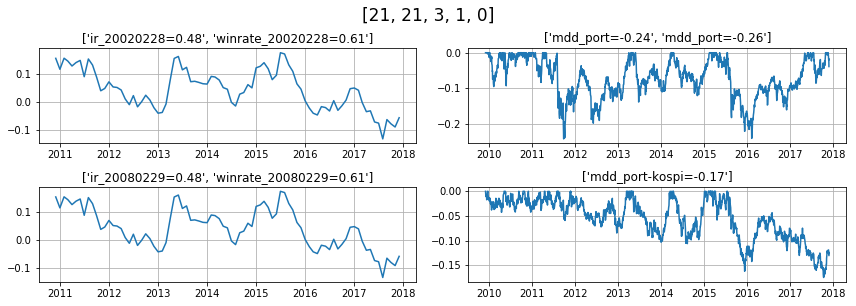 [21, 21, 3, 1, 0]
['ir_20020228=0.48', 'winrate_20020228=0.61']
0.1
0.0
−0.1
2011 2012 2013 2014 2015 2016 2017 2018
['mdd_port=-0.24', 'mdd_port=-0.26']
0.0
−0.1
−0.2
2010 2011 2012 2013 2014 2015 2016 2017 2018
['ir_20080229=0.48', 'winrate_20080229=0.61']
0.1
0.0
−0.1
2011 2012 2013 2014 2015 2016 2017 2018
['mdd_port-kospi=-0.17']
0.00
−0.05
−0.10
−0.15
2010 2011 2012 2013 2014 2015 2016 2017 2018